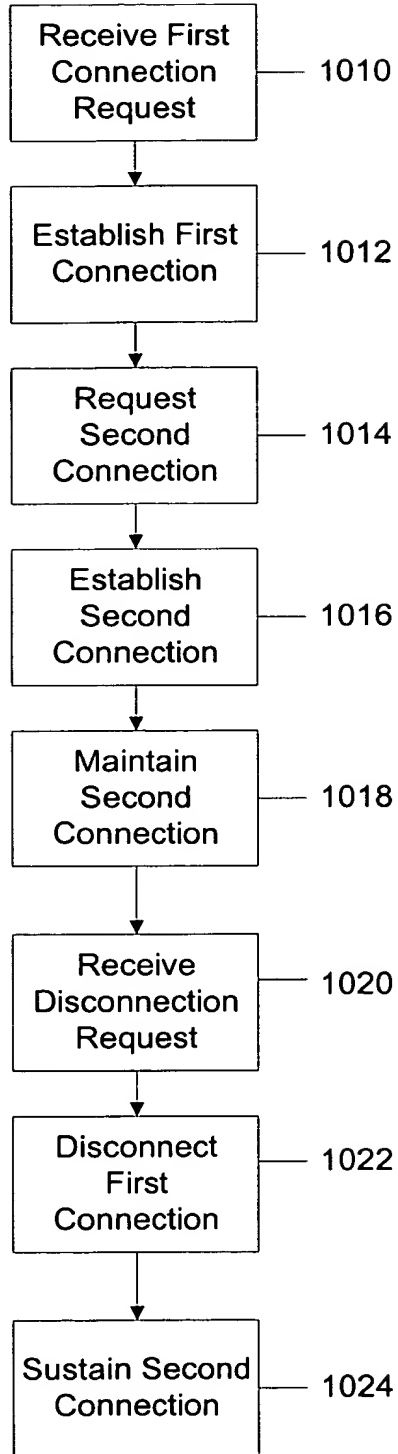 Receive First
Connection
Request
1010
Establish First
Connection
1012
Request
Second
Connection
1014
Establish
Second
Connection
1016
Maintain
Second
Connection
1018
Receive
Disconnection
Request
1020
Disconnect
First
Connection
1022
Sustain Second
Connection
1024